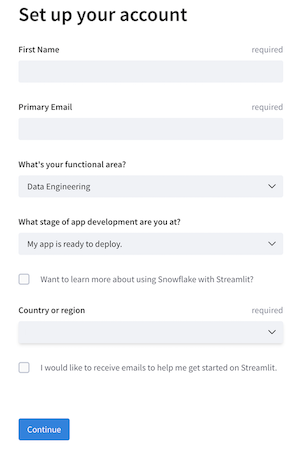 Set up your account
First Name required
Primary Email required
What's your functional area?
Data Engineering
What stage of app development are you at?
My app is ready to deploy.
Want to learn more about using Snowflake with Streamlit?
Country or region required
I would like to receive emails to help me get started on Streamlit.
Continue